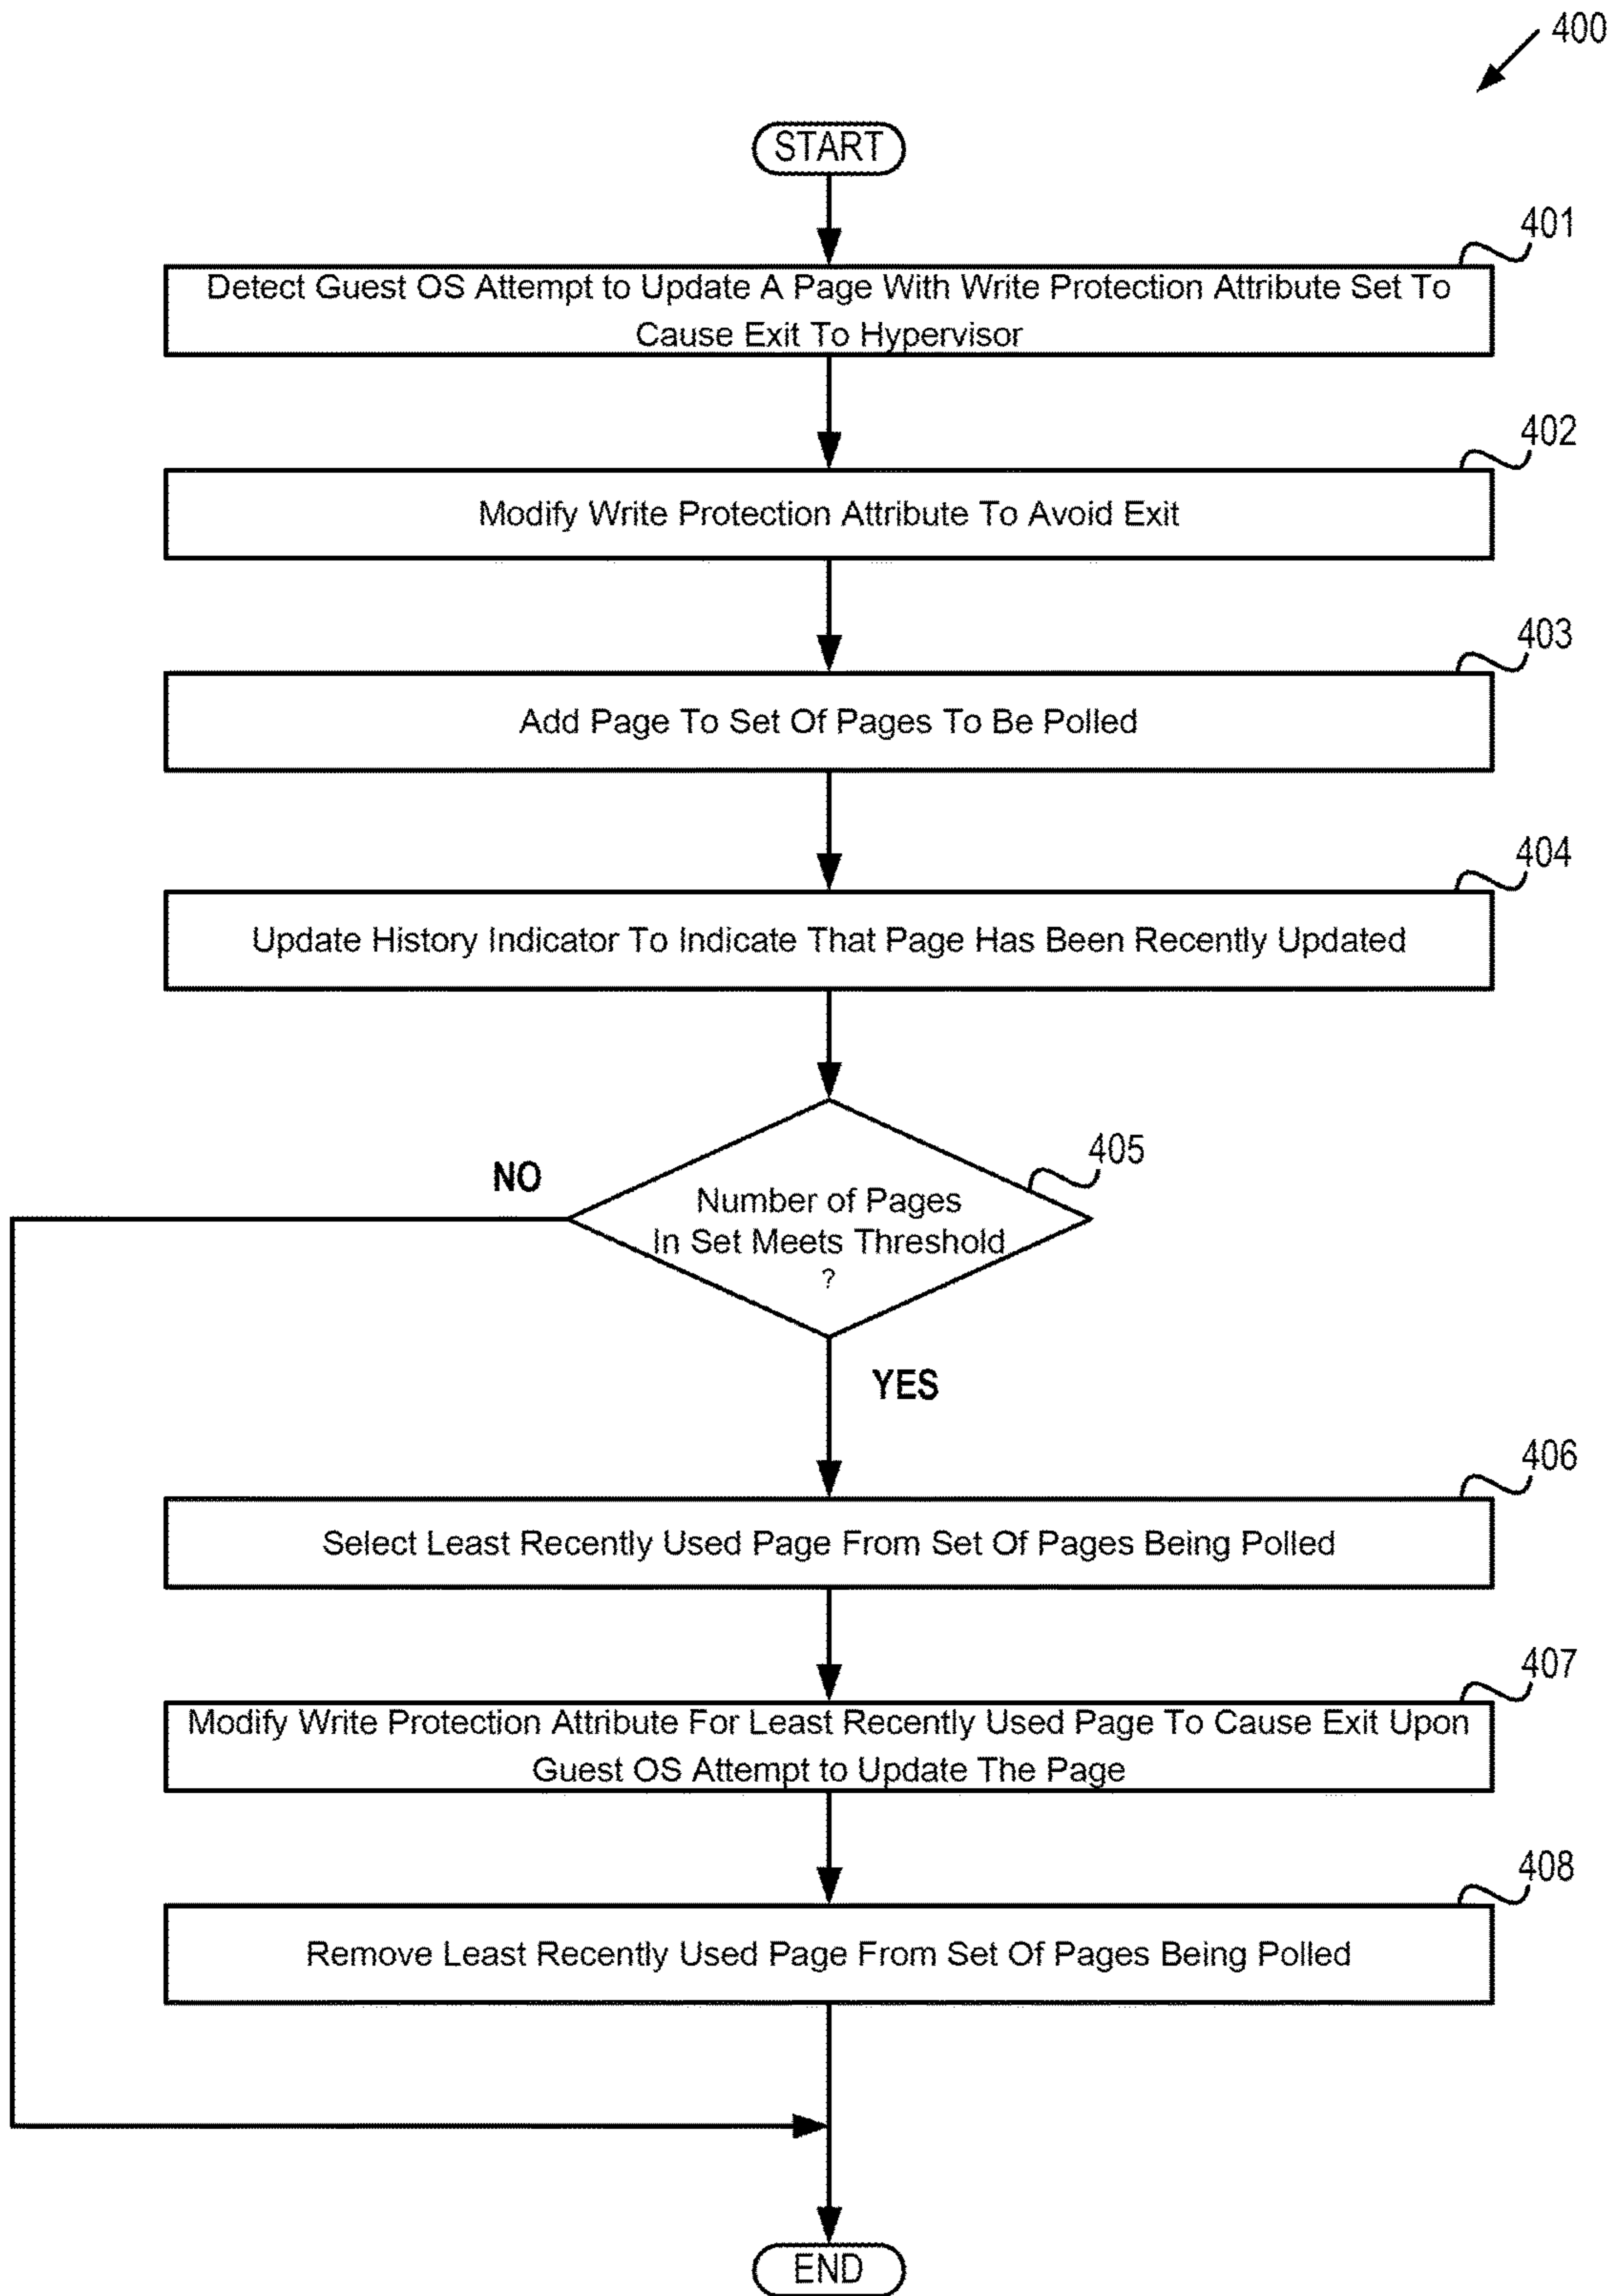 400
START
401
Detect Guest OS Attempt to Update A Page With Write Protection Attribute Set To
Cause Exit To Hypervisor
402
Modify Write Protection Attribute To Avoid Exit
403
Add Page To Set Of Pages To Be Polled
404
Update History Indicator To Indicate That Page Has Been Recently Updated
405
NO
Number of Pages
In Set Meets Threshold
?
YES
406
Select Least Recently Used Page From Set Of Pages Being Polled
407
Modify Write Protection Attribute For Least Recently Used Page To Cause Exit Upon
Guest OS Attempt to Update The Page
408
Remove Least Recently Used Page From Set Of Pages Being Polled
END